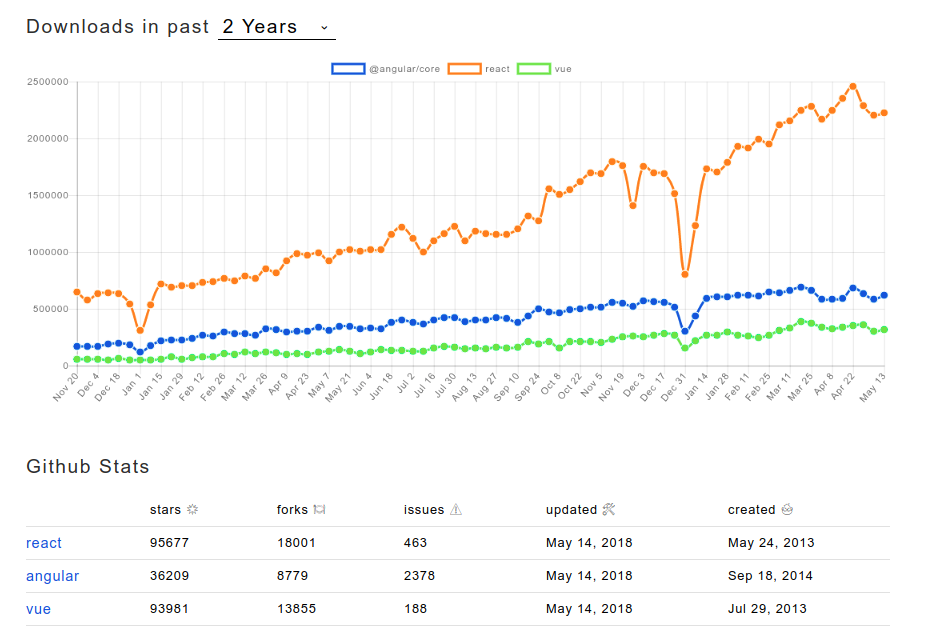 Downloads in past 2 Years
@angular/core react vue
2500000
2000000
1500000
1000000
500000
0
Nov 20 Dec 4 Dec 18 Jan 1 Jan 15 Jan 29 Feb 12 Feb 26 Mar 12 Mar 26 Apr 9 Apr 23 May 7 May 21 Jun 4 Jun 18 Jul 2 Jul 16 Jul 30 Aug 13 Aug 27 Sep 10 Sep 24 Oct 8 Oct 22 Nov 5 Nov 19 Dec 3 Dec 17 Dec 31 Jan 14 Jan 28 Feb 11 Feb 25 Mar 11 Mar 25 Apr 8 Apr 22 May 13
Github Stats
stars forks issues updated created
react 95677 18001 463 May 14, 2018 May 24, 2013
angular 36209 8779 2378 May 14, 2018 Sep 18, 2014
vue 93981 13855 188 May 14, 2018 Jul 29, 2013